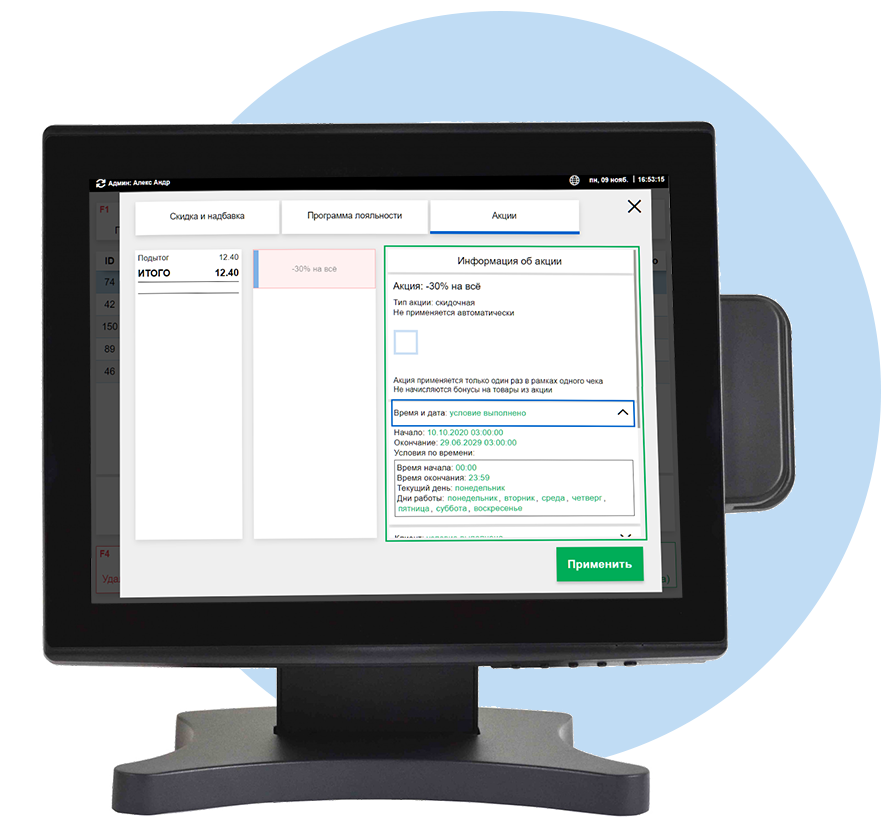 Админ: Алекс Андр
пн, 09 нояб. | 16:53:15
F1
Скидка и надбавка
Программа лояльности
Акции
ID
74
42
150
89
46
Подытог 12.40
ИТОГО 12.40
-30% на всё
Информация об акции
Акция: -30% на всё
Тип акции: скидочная
Не применяется автоматически
Акция применяется только один раз в рамках одного чека
Не начисляются бонусы на товары из акции
Время и дата: условие выполнено
Начало: 10.10.2020 03:00:00
Окончание: 29.06.2029 03:00:00
Условия по времени:
Время начала: 00:00
Время окончания: 23:59
Текущий день: понедельник
Дни работы: понедельник, вторник, среда, четверг,
пятница, суббота, воскресенье
F4
Применить